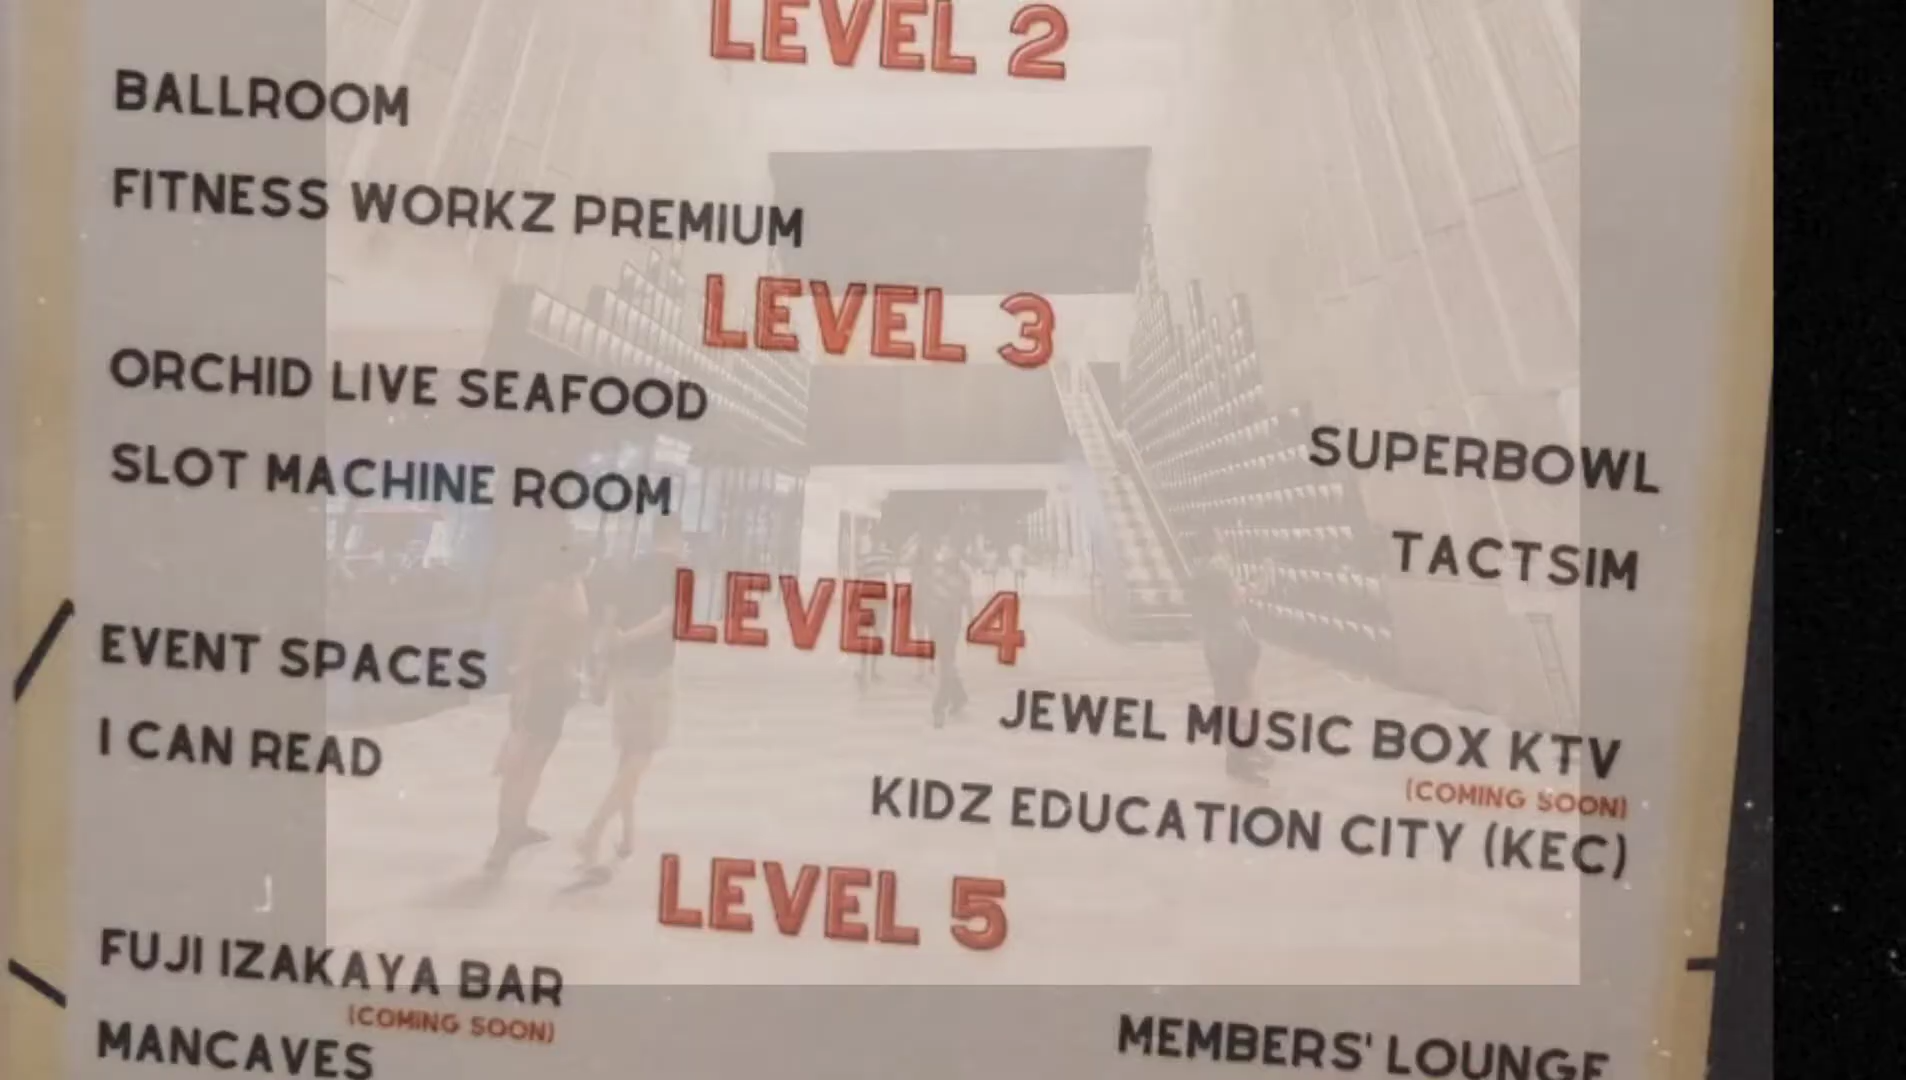 LEVEL 2
BALLROOM
FITNESS WORKZ PREMIUM
LEVEL 3
ORCHID LIVE SEAFOOD
SUPERBOWL
SLOT MACHINE ROOM
TACTSIM
LEVEL 4
EVENT SPACES
JEWEL MUSIC BOX KTV
(COMING SOON)
I CAN READ
KIDZ EDUCATION CITY (KEC)
LEVEL 5
FUJI IZAKAYA BAR
(COMING SOON)
MEMBERS' LOUNGE
MANCAVES